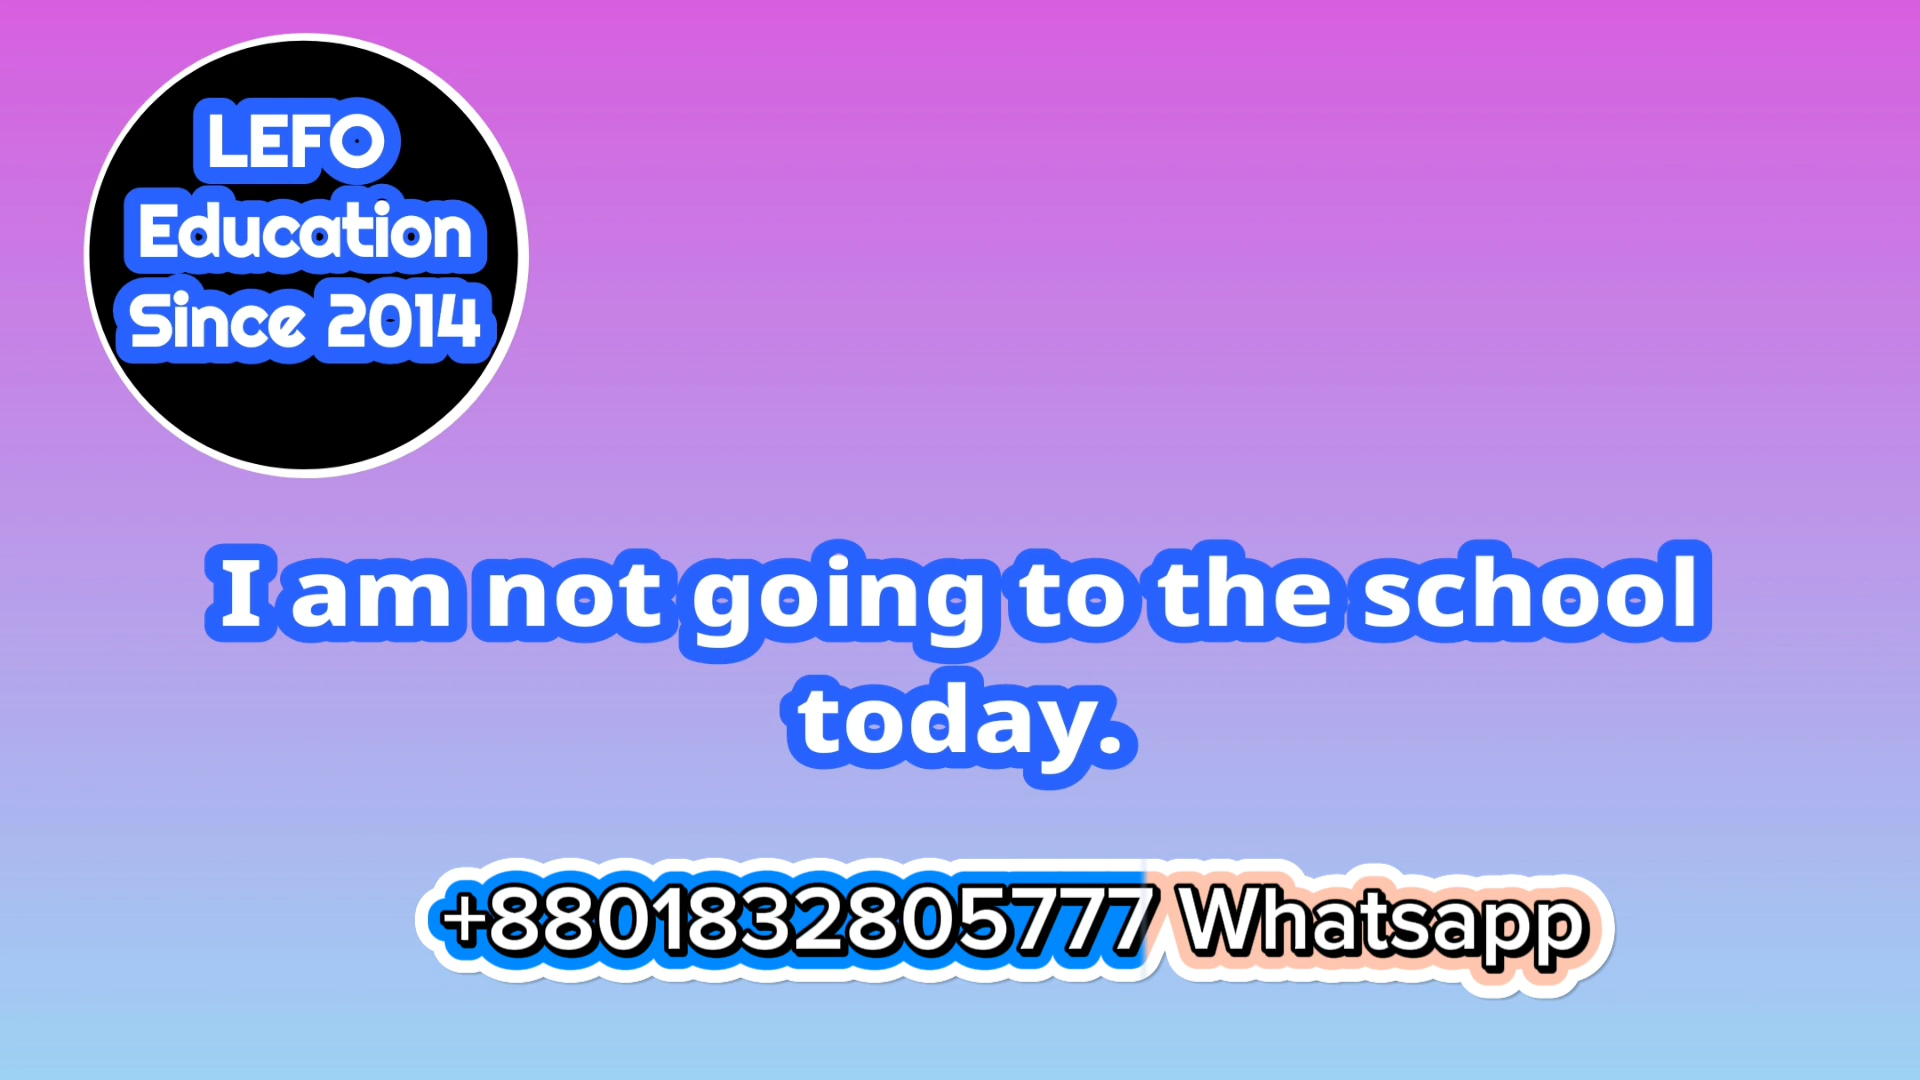 LEFO
Education
Since 2014
I am not going to the school
today.
+8801832805777 Whatsapp